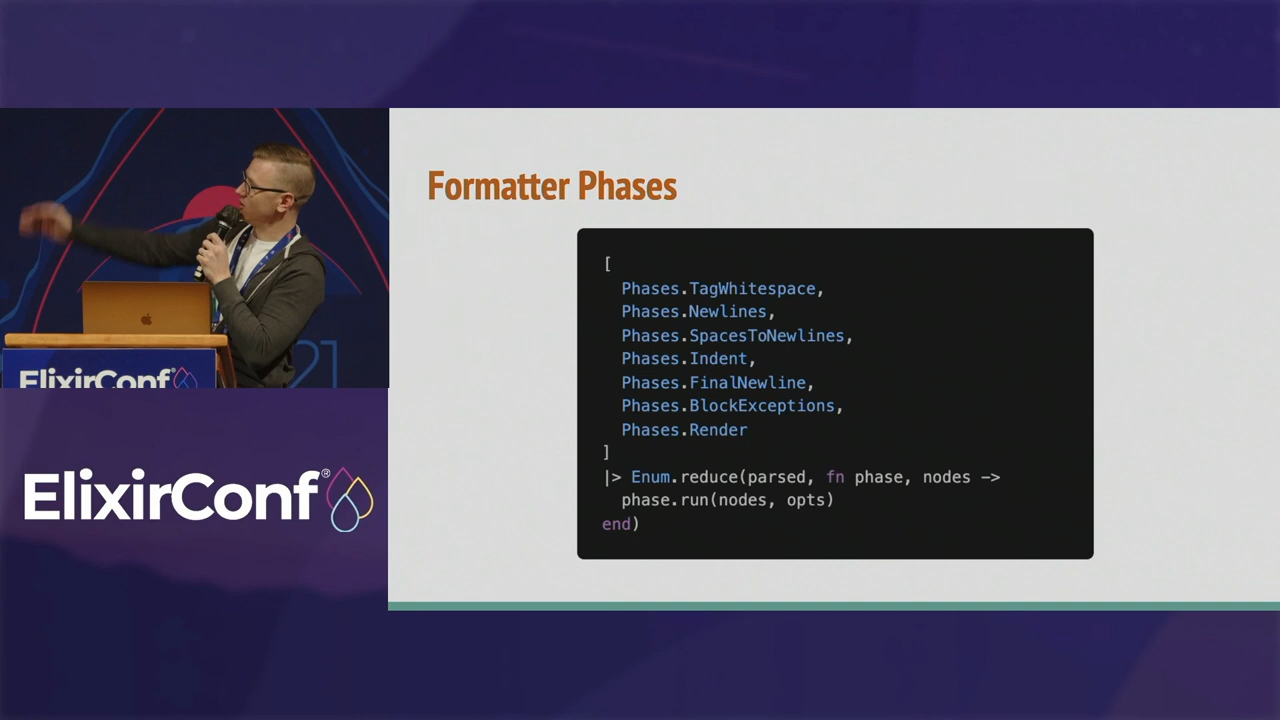 Formatter Phases
[
Phases.TagWhitespace,
Phases.Newlines,
Phases.SpacesToNewlines,
Phases.Indent,
Phases.FinalNewline,
Phases.BlockExceptions,
Phases.Render
]
|> Enum.reduce(parsed, fn phase, nodes ->
phase.run(nodes, opts)
end)
21
ElixirConf
ElixirConf®